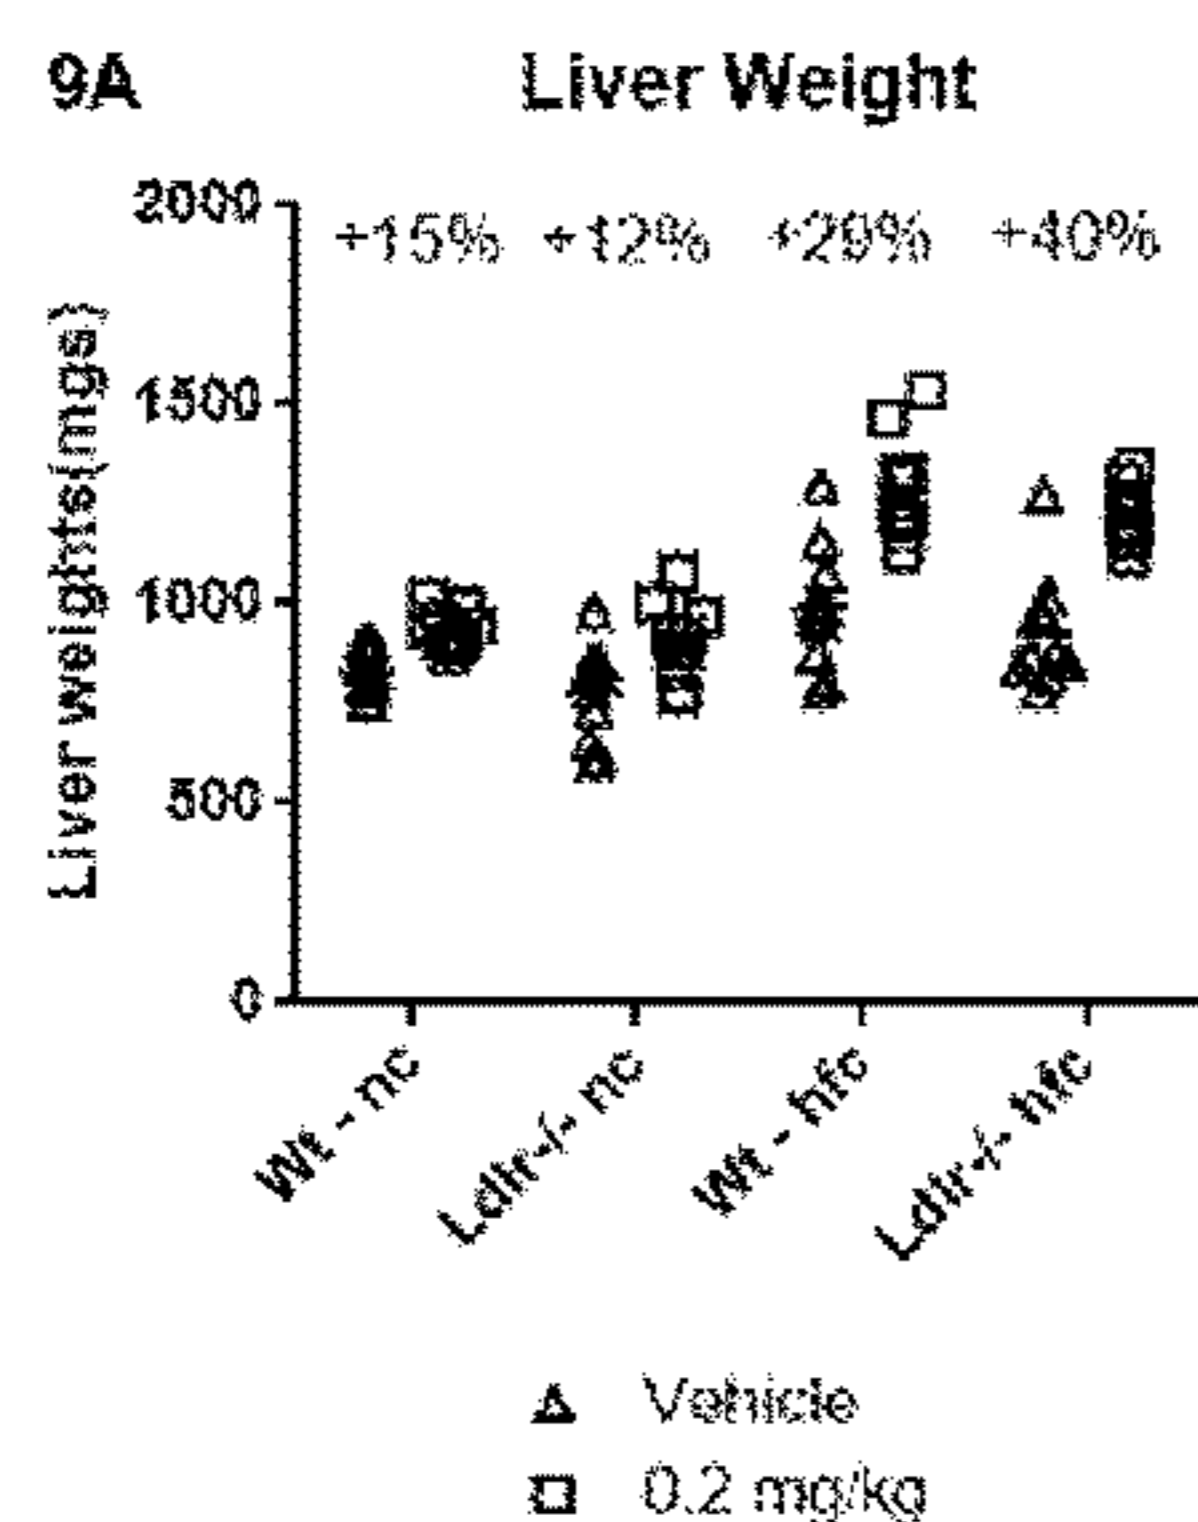 9A Liver Weight
2000
+15% +12% +29% +40%
1500
1000
500
0
Liver weights(mgs)
Wt - nc
Ldlr-/- nc
Wt - hfc
Ldlr-/- hfc
Vehicle
0.2 mg/kg